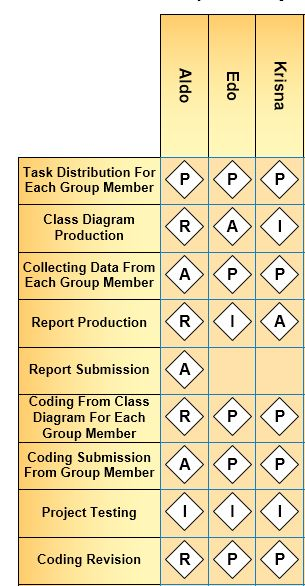 Aldo Edo Krisna
Task Distribution For
Each Group Member P P P
Class Diagram
Production R A I
Collecting Data From
Each Group Member A P P
Report Production R I A
Report Submission A
Coding From Class
Diagram For Each
Group Member R P P
Coding Submission
From Group Member A P P
Project Testing I I I
Coding Revision R P P